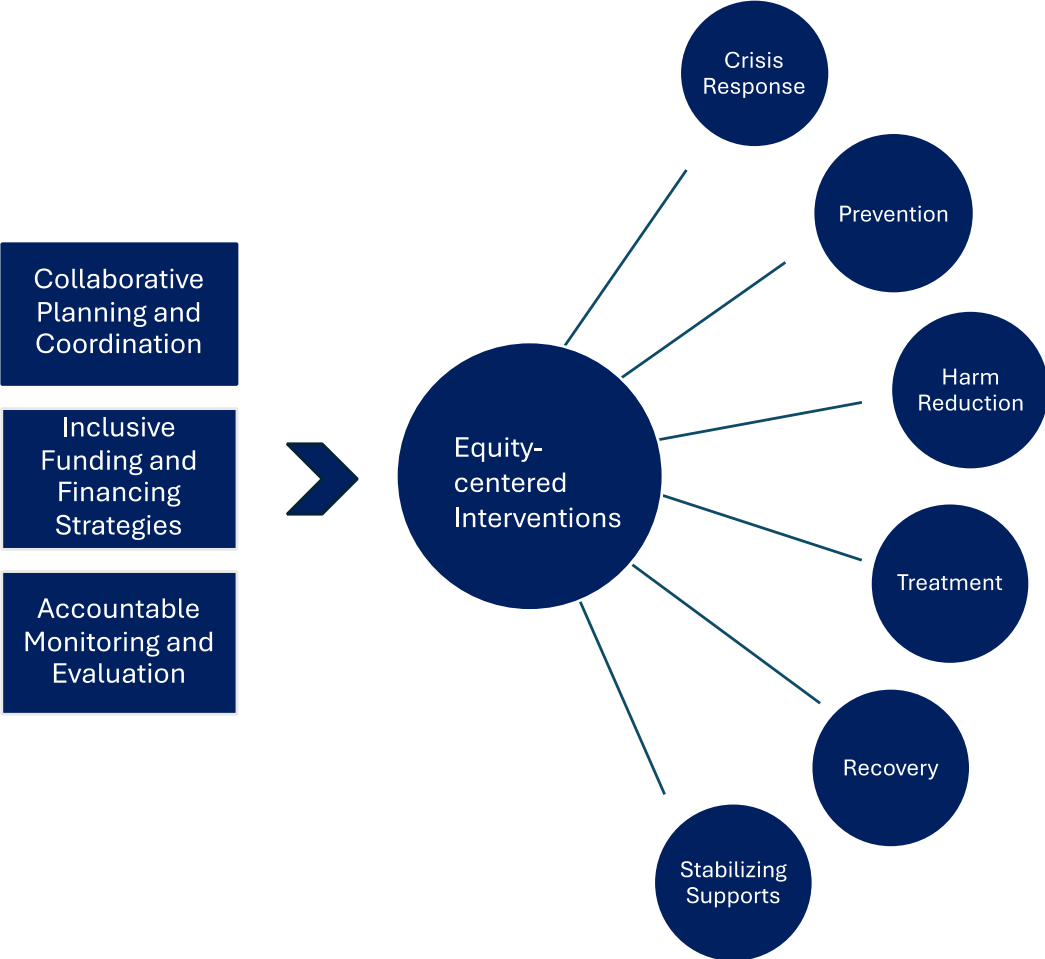 Collaborative
Planning and
Coordination
Inclusive
Funding and
Financing
Strategies
Accountable
Monitoring and
Evaluation
Equity-
centered
Interventions
Crisis
Response
Prevention
Harm
Reduction
Treatment
Recovery
Stabilizing
Supports